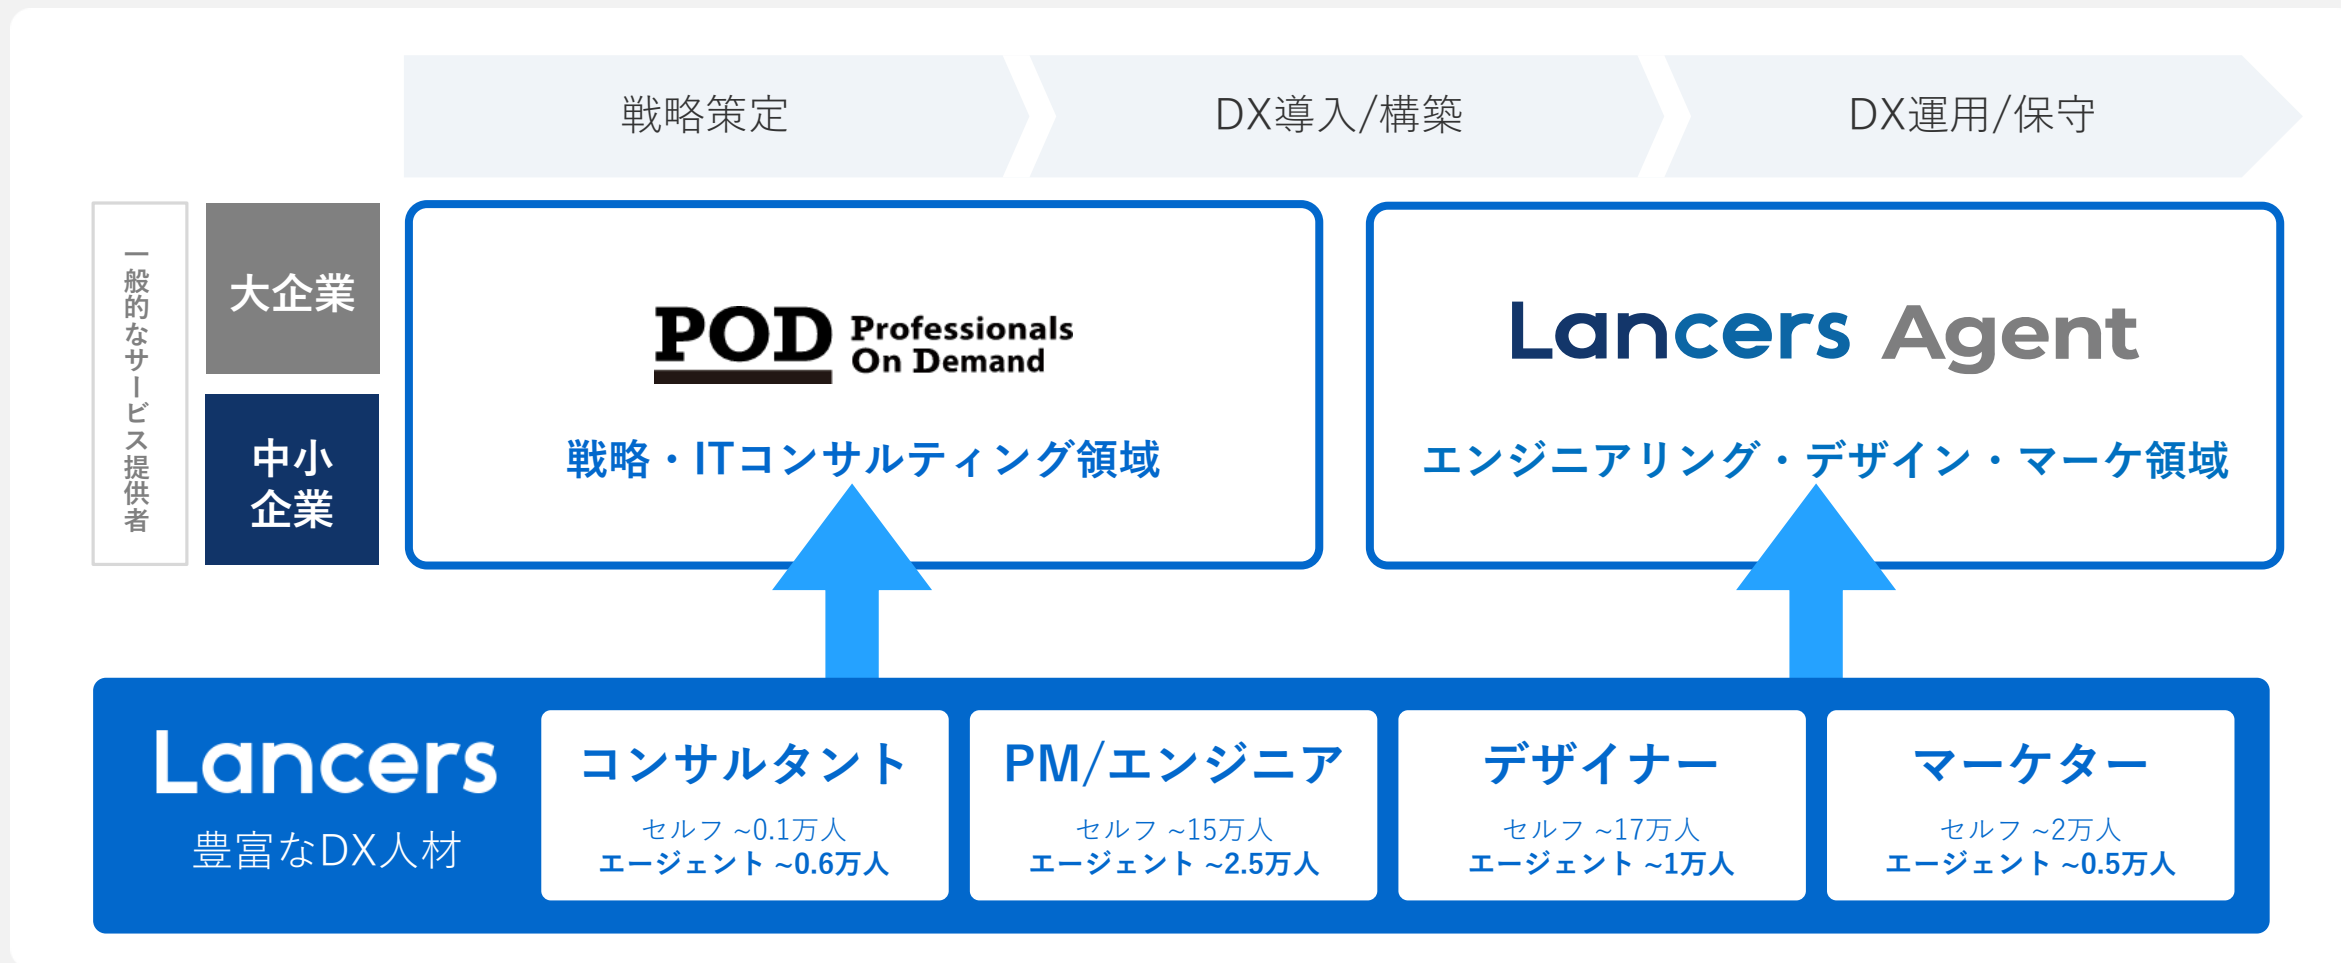 戦略策定
DX導入/構築
DX運用/保守
一般的なサービス提供者
大企業
中小
企業
POD Professionals
On Demand
戦略・ITコンサルティング領域
Lancers Agent
エンジニアリング・デザイン・マーケ領域
Lancers
豊富なDX人材
コンサルタント
セルフ ~0.1万人
エージェント ~0.6万人
PM/エンジニア
セルフ ~15万人
エージェント ~2.5万人
デザイナー
セルフ ~17万人
エージェント ~1万人
マーケター
セルフ ~2万人
エージェント ~0.5万人